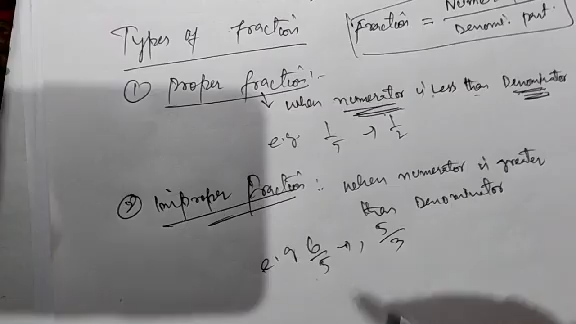 Types of fraction
Fraction = Numer
Denomi. part.
① Proper fraction :-
↳ when numerator is less than Denominator
e.g. 1/5 → 1/2
② Improper Fraction :. when numerator is greater
than Denominator
e.g 6/5 →, 5/3